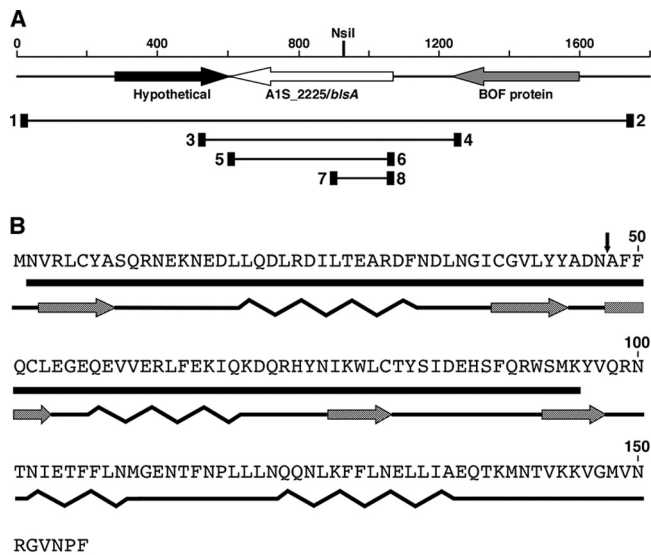 A
NsiI
0 400 800 1200 1600
Hypothetical A1S_2225/blsA BOF protein
1 2
3 4
5 6
7 8
B
50
MNVRLCYASQRNEKNEDLLQDLRDILTEARDFNDLNGICGVLYYADNAFF
100
QCLEGEQEVVERLFEKIQKDQRHYNIKWLCTYSIDEHSFQRWSMKYVQRN
150
TNIETFFLNMGENTFNPLLLNQQNLKFFLNELLIAEQTKMNTVKKVGMVN
RGVNPF